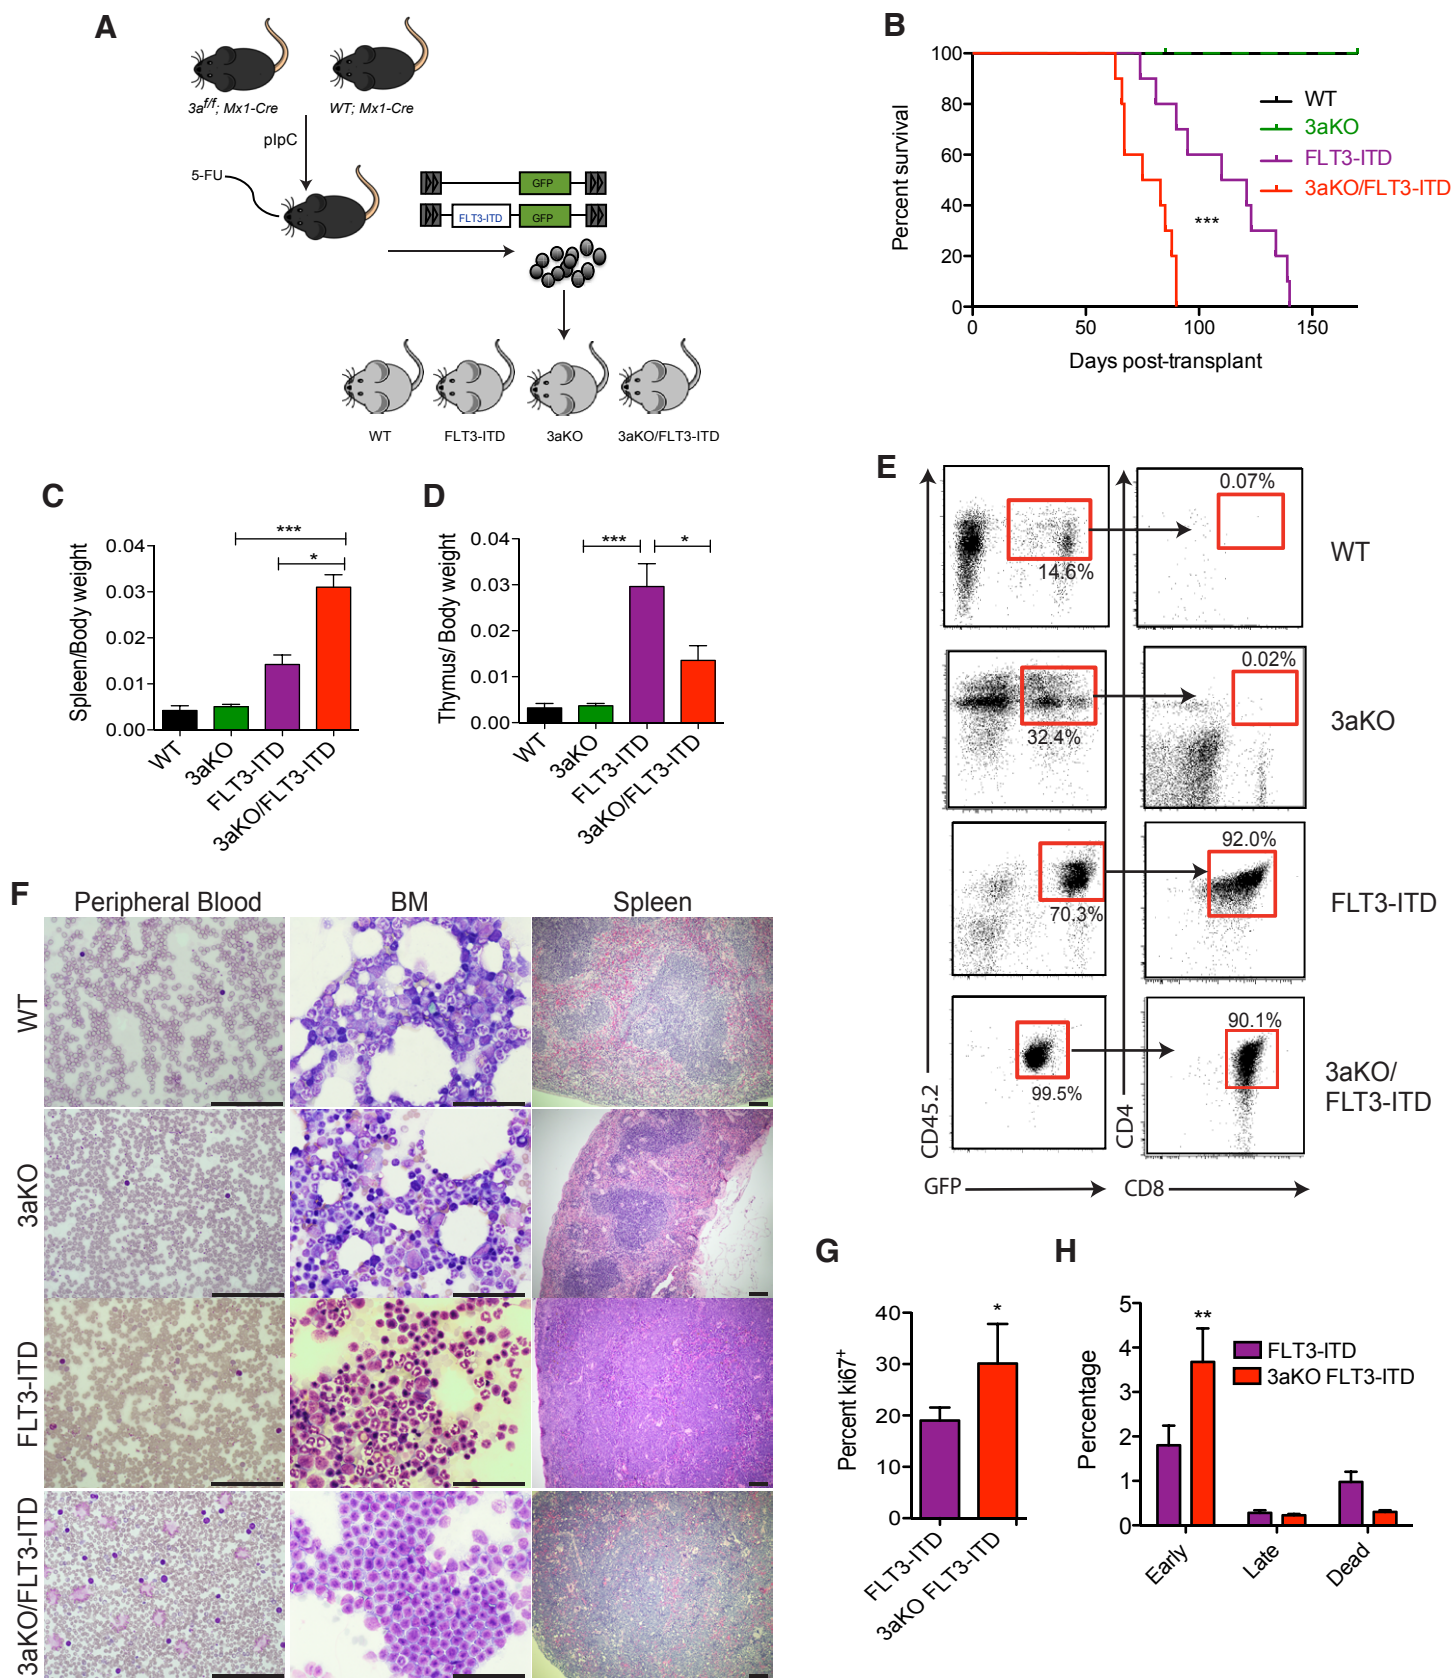 A
3a^f/f; Mx1-Cre
WT; Mx1-Cre
pIpC
5-FU
GFP
FLT3-ITD
GFP
WT
FLT3-ITD
3aKO
3aKO/FLT3-ITD
B
Percent survival
100
80
60
40
20
0
0
50
100
150
Days post-transplant
WT
3aKO
FLT3-ITD
3aKO/FLT3-ITD
***
C
Spleen/Body weight
0.04
0.03
0.02
0.01
0.00
***
*
WT
3aKO
FLT3-ITD
3aKO/FLT3-ITD
D
Thymus/ Body weight
0.04
0.03
0.02
0.01
0.00
***
*
WT
3aKO
FLT3-ITD
3aKO/FLT3-ITD
E
14.6%
0.07%
WT
32.4%
0.02%
3aKO
70.3%
92.0%
FLT3-ITD
99.5%
90.1%
3aKO/
FLT3-ITD
CD45.2
CD4
GFP
CD8
F
Peripheral Blood
BM
Spleen
WT
3aKO
FLT3-ITD
3aKO/FLT3-ITD
G
Percent ki67+
40
30
20
10
0
*
FLT3-ITD
3aKO FLT3-ITD
H
Percentage
5
4
3
2
1
0
**
FLT3-ITD
3aKO FLT3-ITD
Early
Late
Dead